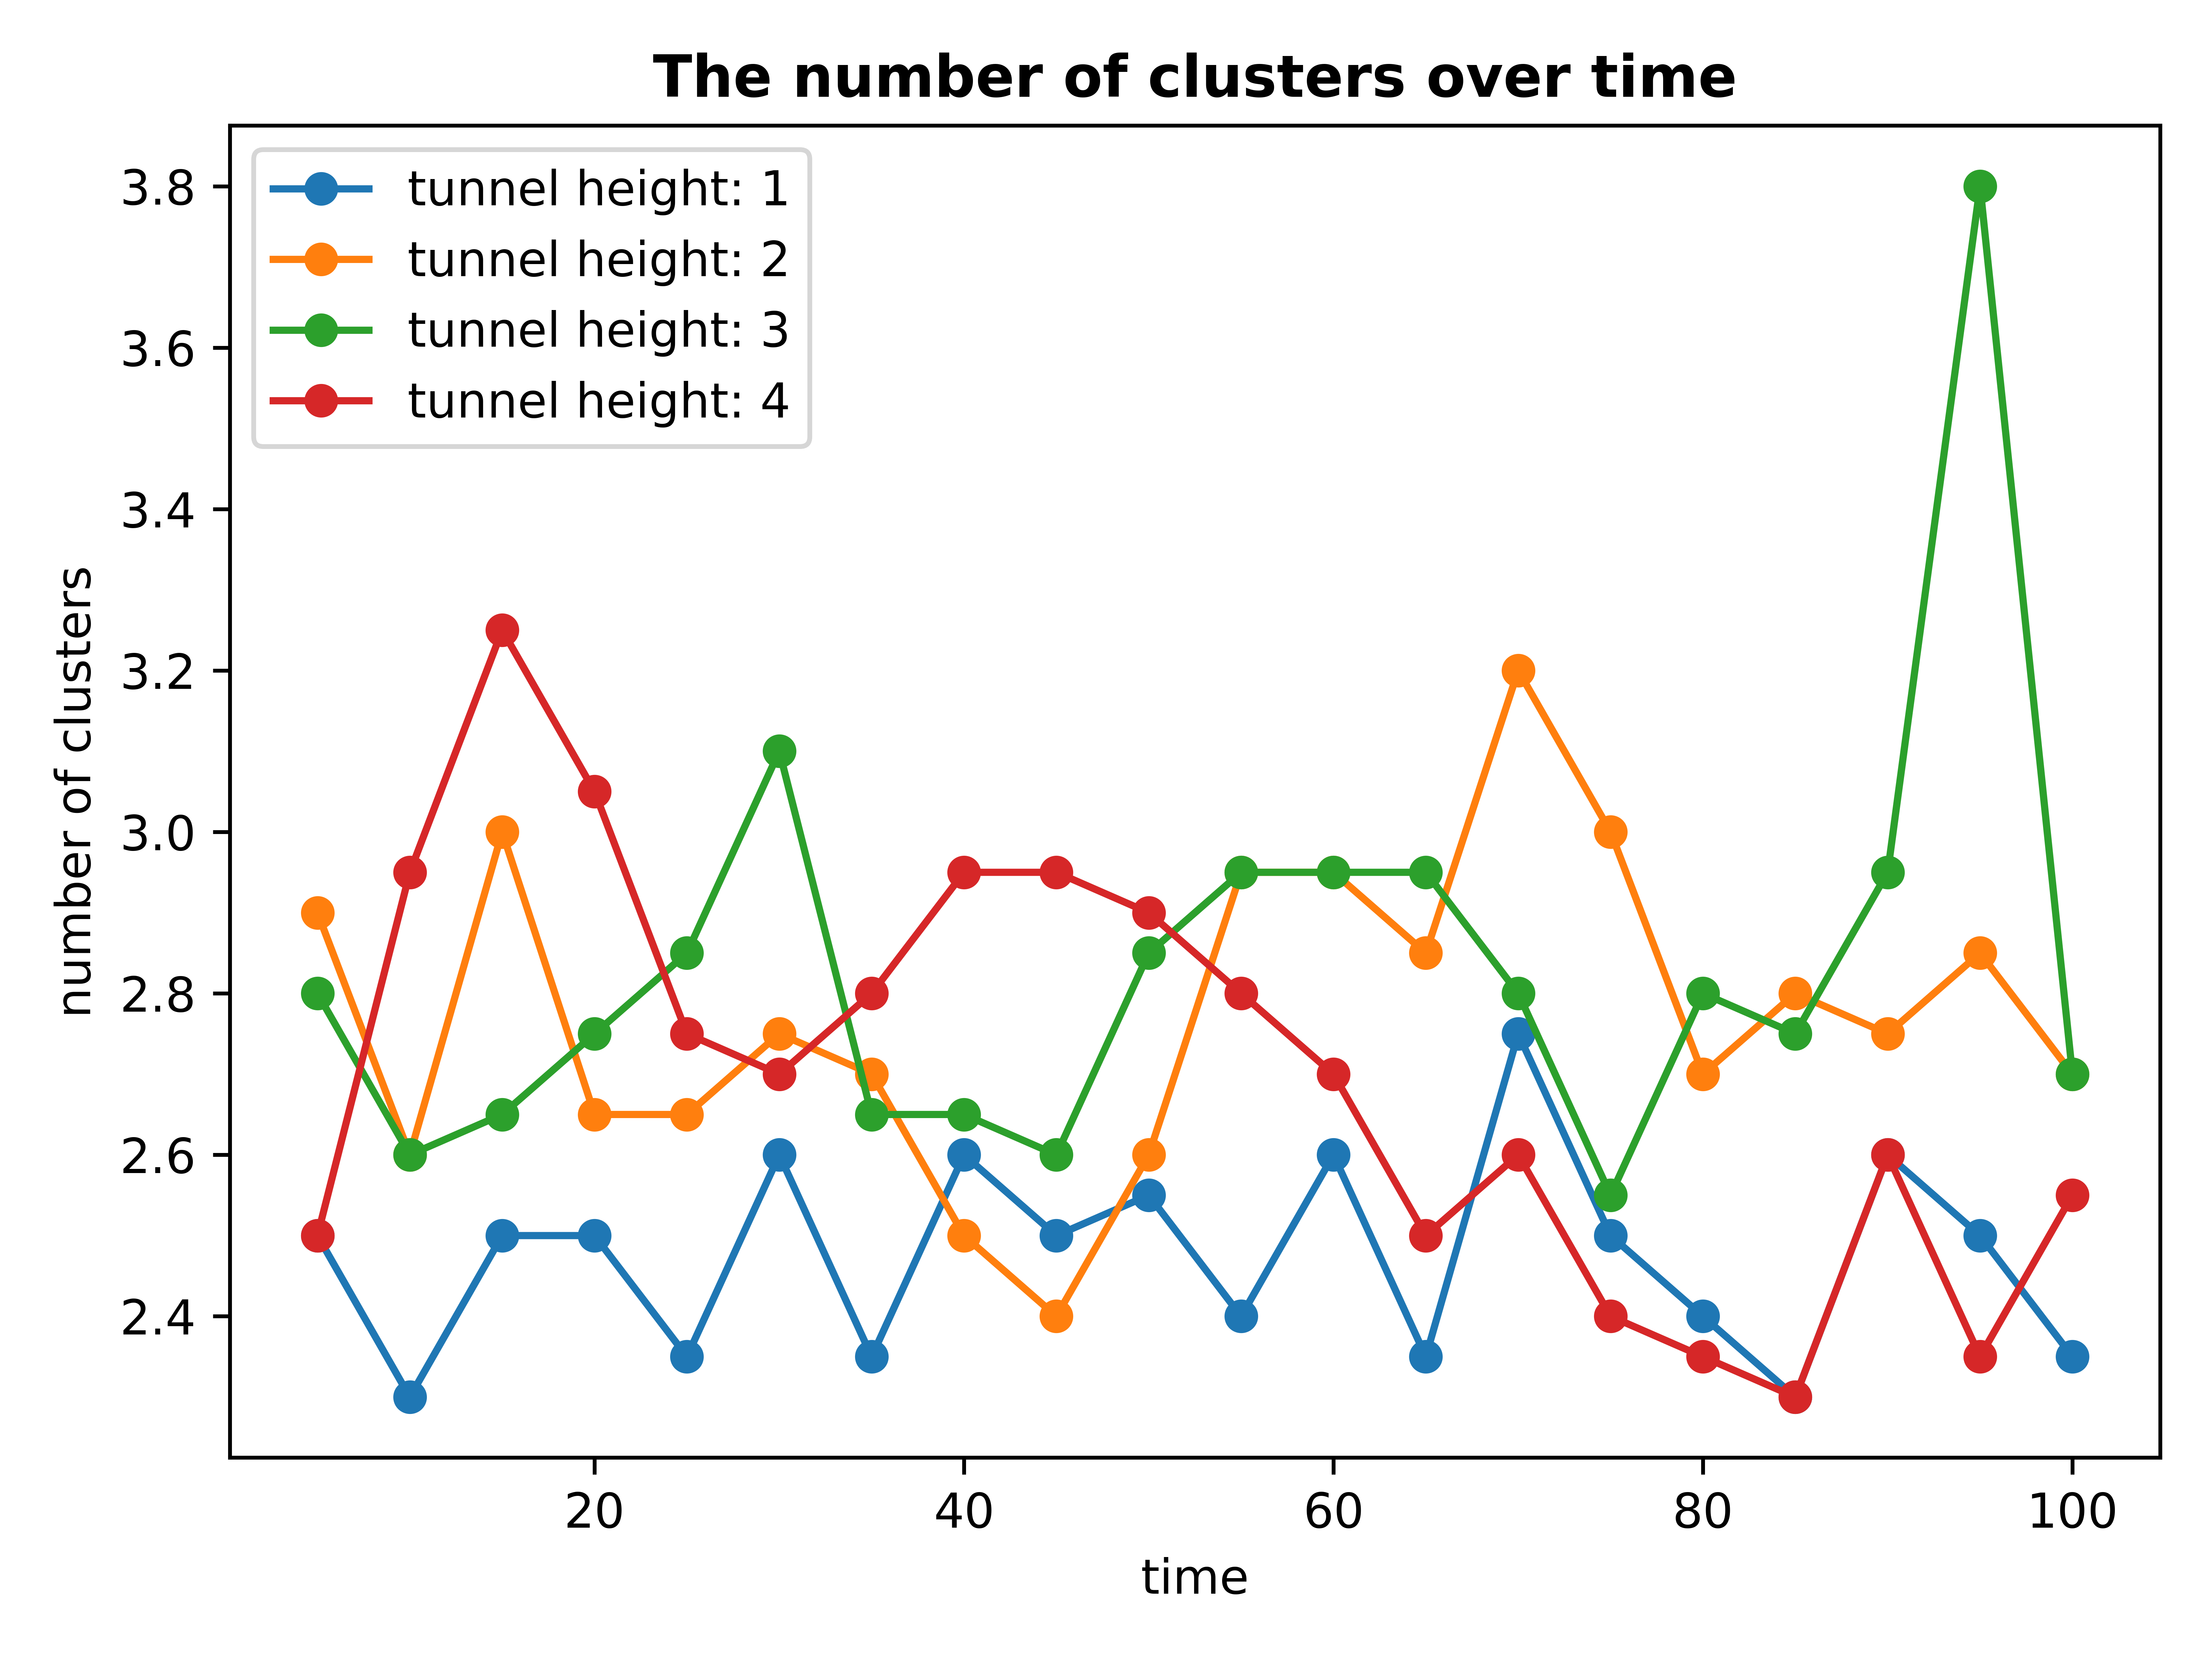 The number of clusters over time
tunnel height: 1
tunnel height: 2
tunnel height: 3
tunnel height: 4
3.8
3.6
3.4
3.2
3.0
2.8
2.6
2.4
number of clusters
20 40 60 80 100
time